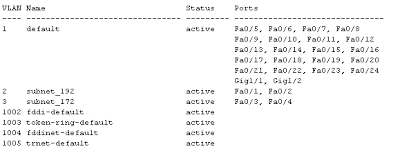 VLAN Name Status Ports
---- -------------------------------- --------- -------------------------------
1 default active Fa0/5, Fa0/6, Fa0/7, Fa0/8
Fa0/9, Fa0/10, Fa0/11, Fa0/12
Fa0/13, Fa0/14, Fa0/15, Fa0/16
Fa0/17, Fa0/18, Fa0/19, Fa0/20
Fa0/21, Fa0/22, Fa0/23, Fa0/24
Gig1/1, Gig1/2
2 subnet_192 active Fa0/1, Fa0/2
3 subnet_172 active Fa0/3, Fa0/4
1002 fddi-default active
1003 token-ring-default active
1004 fddinet-default active
1005 trnet-default active